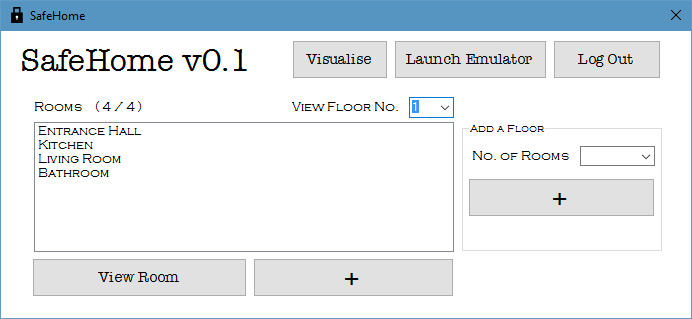 SafeHome
SafeHome v0.1
Visualise
Launch Emulator
Log Out
Rooms (4/4)
View Floor No.
1
Entrance Hall
Kitchen
Living Room
Bathroom
View Room
+
Add a Floor
No. of Rooms
+